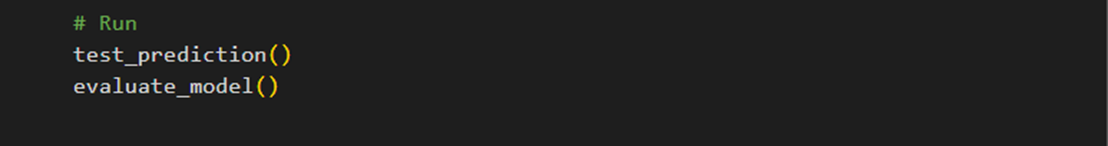 # Run
test_prediction()
evaluate_model()